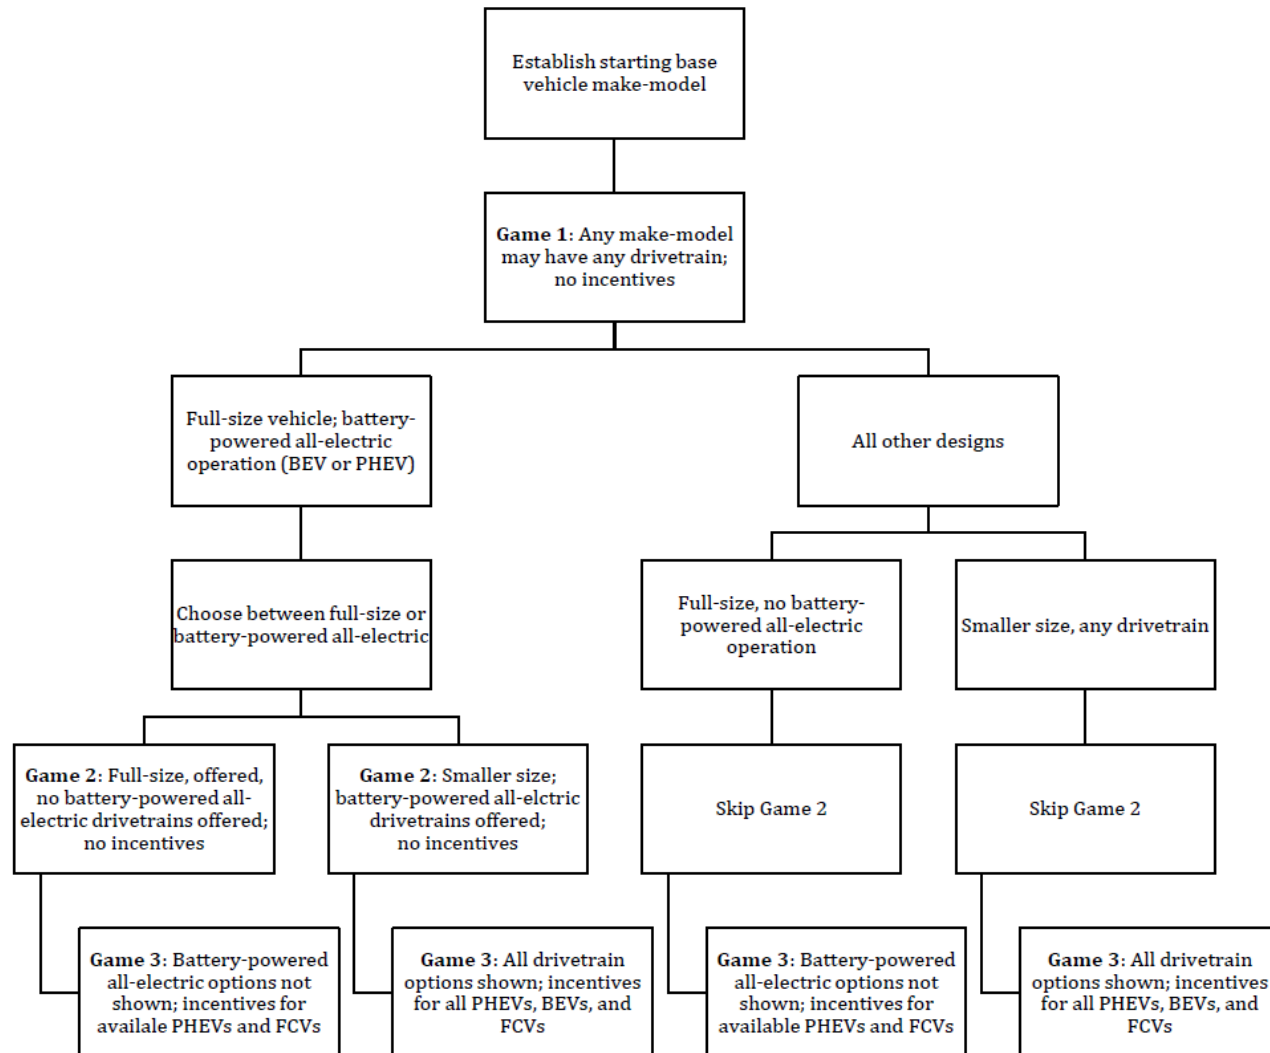 Establish starting base
vehicle make-model
Game 1: Any make-model
may have any drivetrain;
no incentives
Full-size vehicle; battery-
powered all-electric
operation (BEV or PHEV)
All other designs
Choose between full-size or
battery-powered all-electric
Full-size, no battery-
powered all-electric
operation
Smaller size, any drivetrain
Game 2: Full-size, offered,
no battery-powered all-
electric drivetrains offered;
no incentives
Game 2: Smaller size;
battery-powered all-elctric
drivetrains offered;
no incentives
Skip Game 2
Skip Game 2
Game 3: Battery-powered
all-electric options not
shown; incentives for
availale PHEVs and FCVs
Game 3: All drivetrain
options shown; incentives
for all PHEVs, BEVs, and
FCVs
Game 3: Battery-powered
all-electric options not
shown; incentives for
available PHEVs and FCVs
Game 3: All drivetrain
options shown; incentives
for all PHEVs, BEVs, and
FCVs